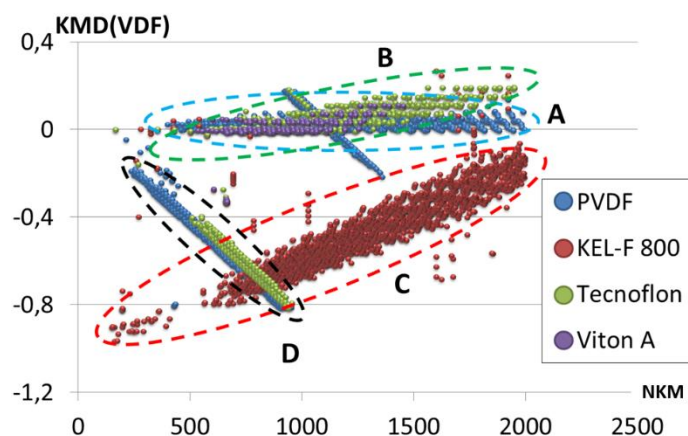 KMD(VDF)
0,4
B
A
0
PVDF
-0,4
KEL-F 800
C
Tecnoflon
-0,8
Viton A
D
-1,2
NKM
0
500
1000
1500
2000
2500